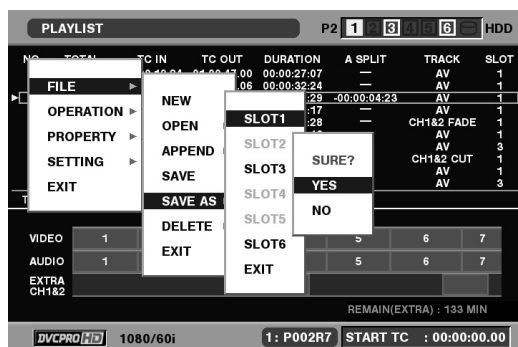 PLAYLIST P2 1 2 3 4 5 6 HDD
NO TOTAL TC IN TC OUT DURATION A SPLIT TRACK SLOT
00:00:27:07 — AV 1
.06 00:00:32:24 — AV 1
:29 -00:00:04:23 AV 1
:17 — AV 1
:28 — CH1&2 FADE 1
AV 1
AV 3
CH1&2 CUT 1
AV 1
AV 3
FILE
OPERATION
PROPERTY
SETTING
EXIT
NEW
OPEN
APPEND
SAVE
SAVE AS
DELETE
EXIT
SLOT1
SLOT2
SLOT3
SLOT4
SLOT5
SLOT6
EXIT
SURE?
YES
NO
VIDEO 1 5 6 7
AUDIO 1 5 6 7
EXTRA
CH1&2
REMAIN(EXTRA) : 133 MIN
DVCPRO HD 1080/60i 1: P002R7 START TC : 00:00:00.00